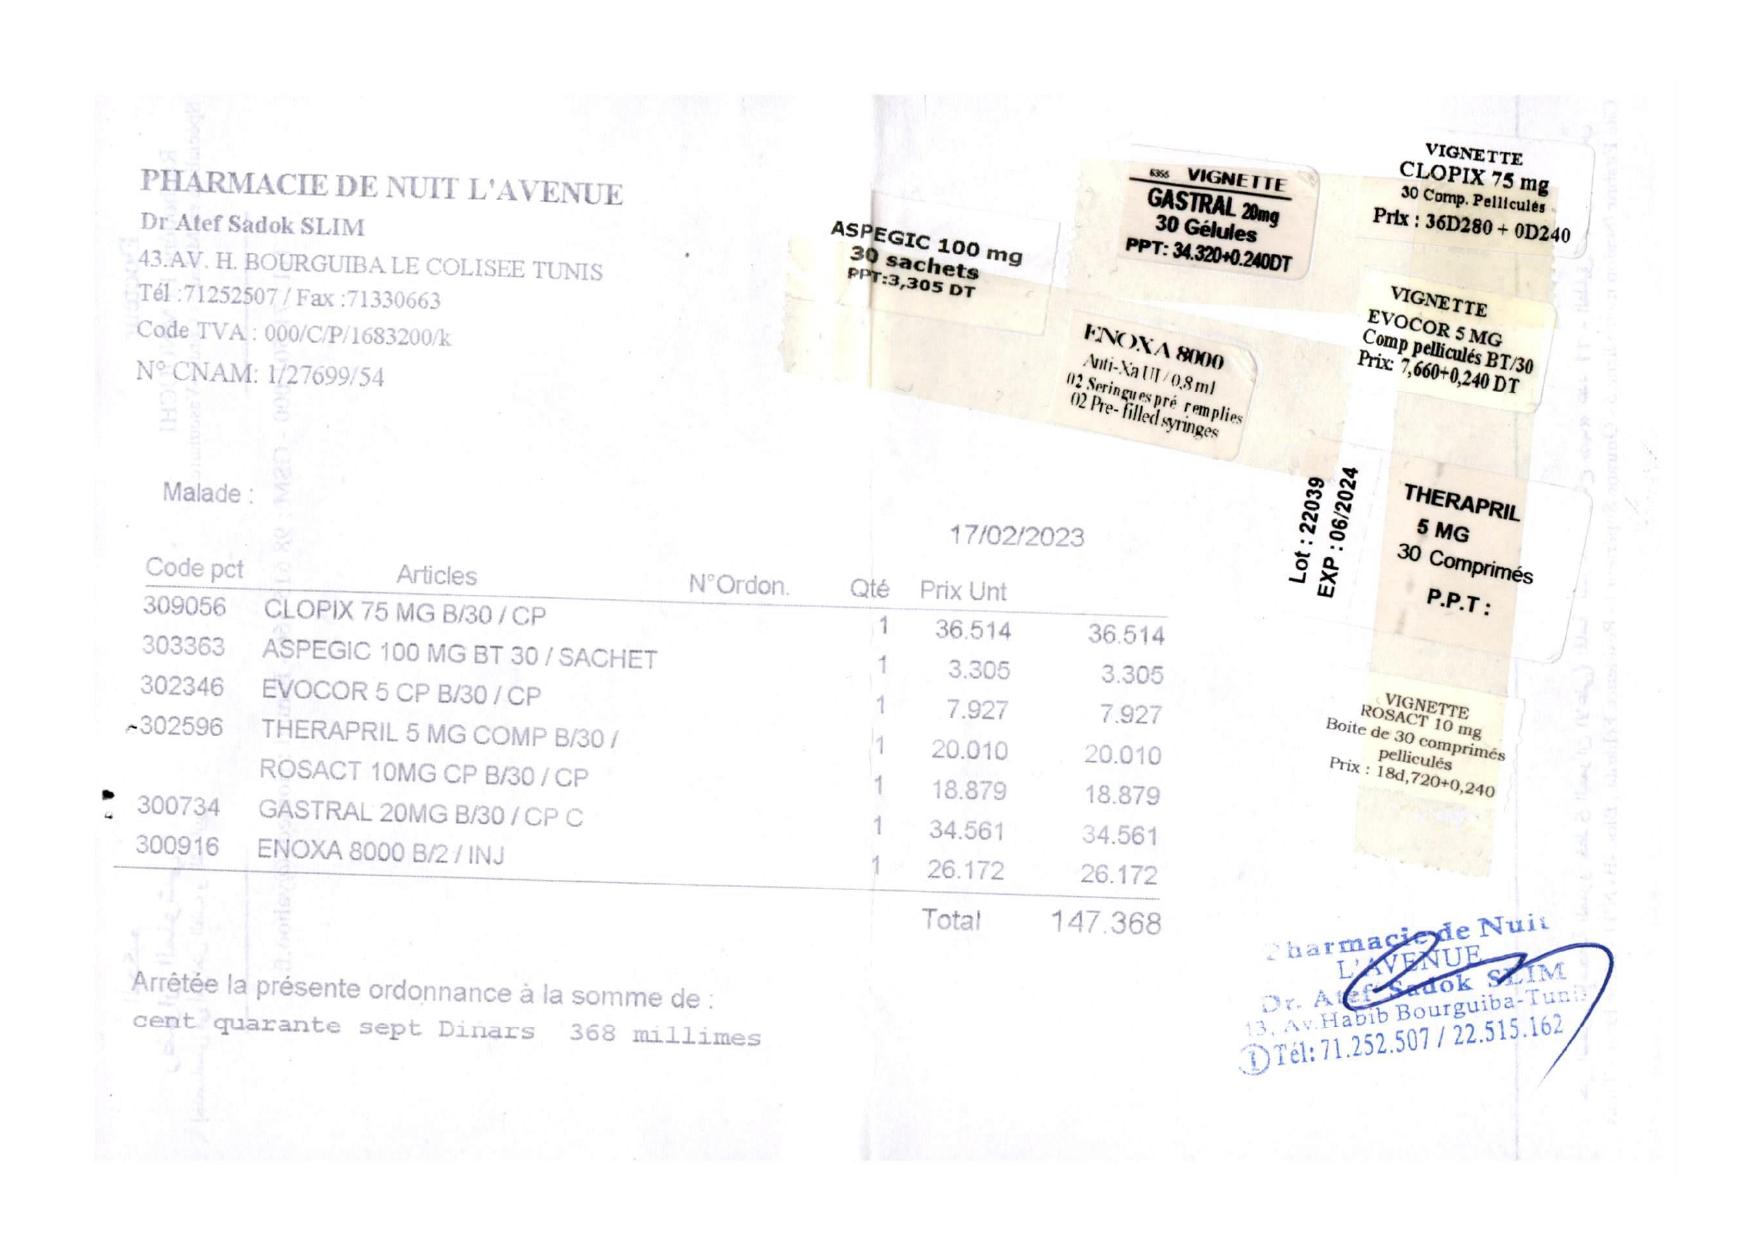 PHARMACIE DE NUIT L'AVENUE
Dr Atef Sadok SLIM
43.AV. H. BOURGUIBA LE COLISEE TUNIS
Tél :71252507 / Fax :71330663
Code TVA : 000/C/P/1683200/k
N° CNAM: 1/27699/54
ASPEGIC 100 mg
30 sachets
PPT:3,305 DT
6355 VIGNETTE
GASTRAL 20mg
30 Gélules
PPT: 34.320+0.240DT
VIGNETTE
CLOPIX 75 mg
30 Comp. Pelliculés
Prix : 36D280 + 0D240
ENOXA 8000
Anti-Xa UI / 0,8 ml
02 Seringues pré remplies
02 Pre- filled syringes
VIGNETTE
EVOCOR 5 MG
Comp pelliculés BT/30
Prix: 7,660+0,240 DT
Lot : 22039
EXP : 06/2024
THERAPRIL
5 MG
30 Comprimés
P.P.T :
VIGNETTE
ROSACT 10 mg
Boite de 30 comprimés
pelliculés
Prix : 18d,720+0,240
Malade :
17/02/2023
Code pct Articles N°Ordon. Qté Prix Unt
309056 CLOPIX 75 MG B/30 / CP 1 36.514 36.514
303363 ASPEGIC 100 MG BT 30 / SACHET 1 3.305 3.305
302346 EVOCOR 5 CP B/30 / CP 1 7.927 7.927
302596 THERAPRIL 5 MG COMP B/30 / 1 20.010 20.010
ROSACT 10MG CP B/30 / CP 1 18.879 18.879
300734 GASTRAL 20MG B/30 / CP C 1 34.561 34.561
300916 ENOXA 8000 B/2 / INJ 1 26.172 26.172
Total 147.368
Arrêtée la présente ordonnance à la somme de :
cent quarante sept Dinars 368 millimes
Pharmacie de Nuit
L'AVENUE
Dr. Atef Sadok SLIM
13, Av.Habib Bourguiba-Tunis
① Tél: 71.252.507 / 22.515.162